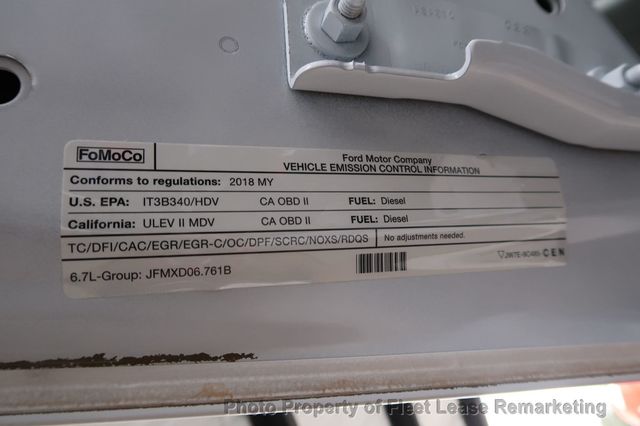 FoMoCo
Ford Motor Company
VEHICLE EMISSION CONTROL INFORMATION
Conforms to regulations: 2018 MY
U.S. EPA: IT3B340/HDV CA OBD II FUEL: Diesel
California: ULEV II MDV CA OBD II FUEL: Diesel
TC/DFI/CAC/EGR/EGR-C/OC/DPF/SCRC/NOXS/RDQS No adjustments needed.
6.7L-Group: JFMXD06.761B
CEN
Photo Property of Fleet Lease Remarketing